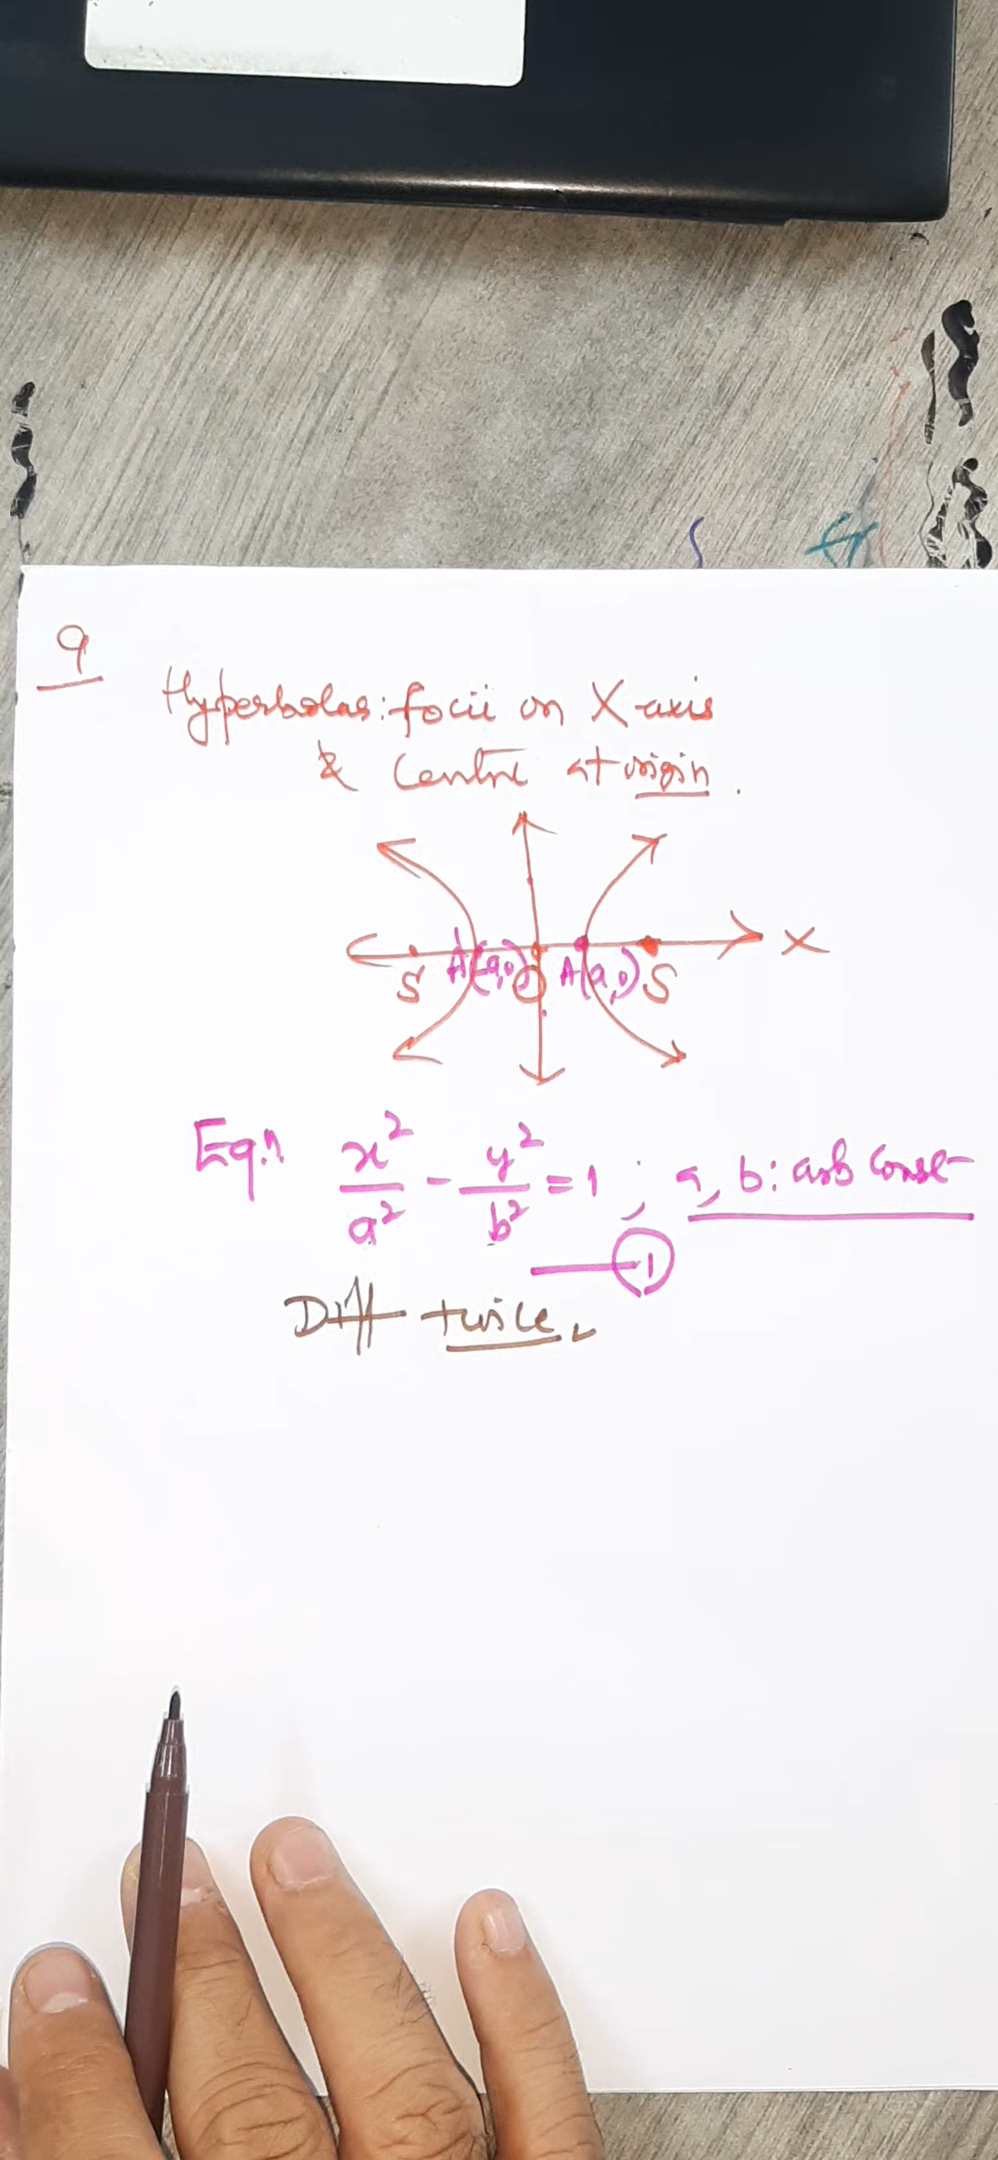 9
Hyperbolas: focii on X-axis
& Centre at origin.
X
S A'(-a,0) O A(a,0) S
Eqn x²/a² - y²/b² = 1 ; a, b: arb const
1
Diff twice,